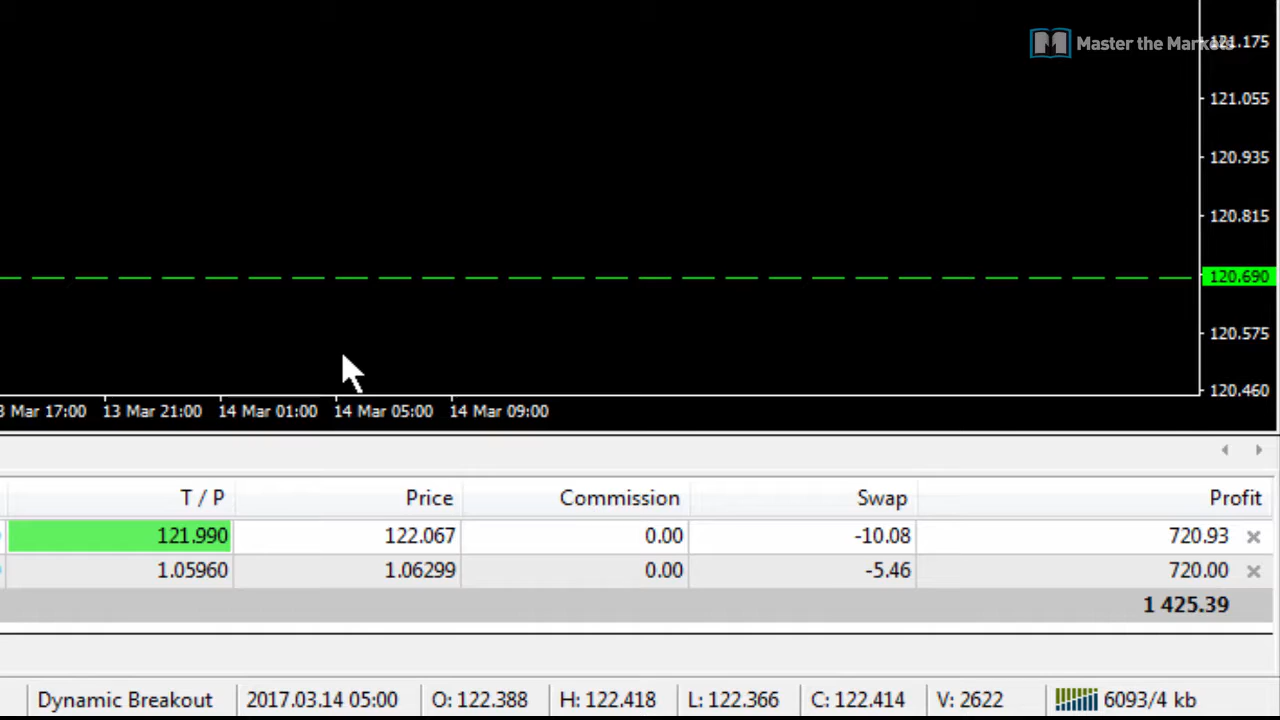 Master the Markets
121.175
121.055
120.935
120.815
120.690
120.575
120.460
Mar 17:00 13 Mar 21:00 14 Mar 01:00 14 Mar 05:00 14 Mar 09:00
T / P Price Commission Swap Profit
121.990 122.067 0.00 -10.08 720.93
1.05960 1.06299 0.00 -5.46 720.00
1 425.39
Dynamic Breakout 2017.03.14 05:00 O: 122.388 H: 122.418 L: 122.366 C: 122.414 V: 2622 6093/4 kb